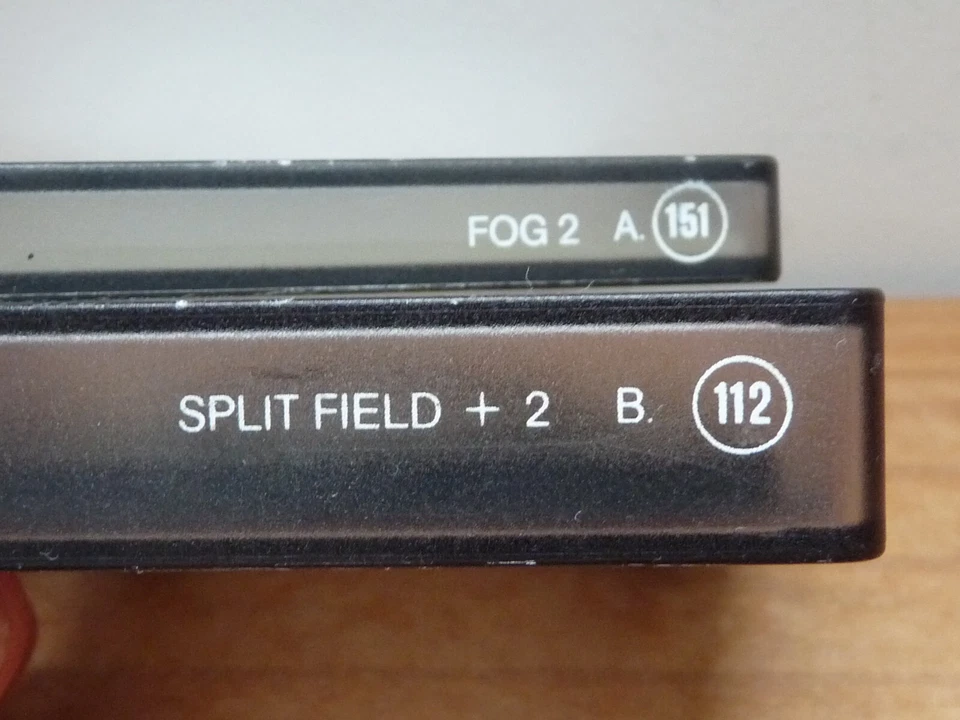 FOG 2 A. 151
SPLIT FIELD + 2 B. 112